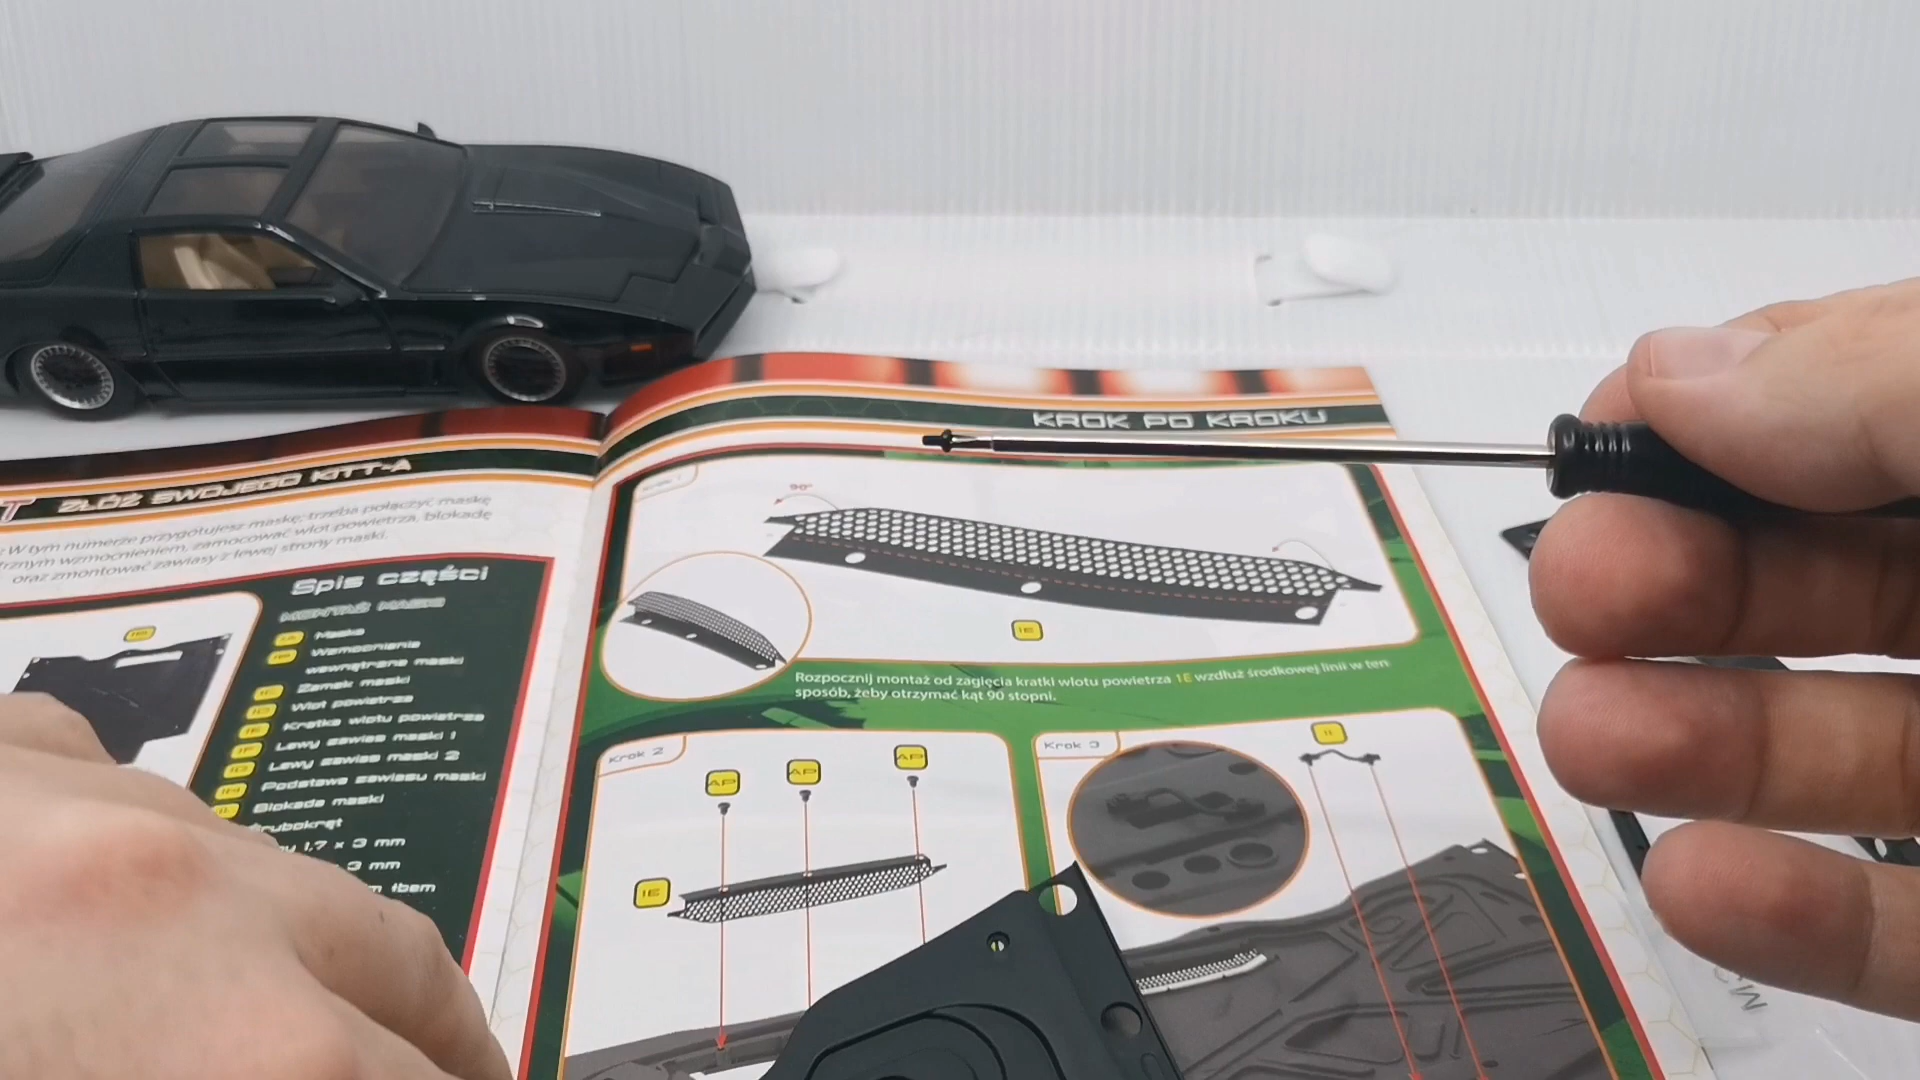 T ZŁÓŻ SWOJEGO KITT-A
W tym numerze przygotujesz maskę: trzeba połączyć maskę
wzmocnieniem, zamocować wlot powietrza, blokadę
oraz zmontować zawiasy z lewej strony maski.
Spis części
MONTAŻ MASKI
Maska
Wzmocnienie
wewnętrzne maski
Zamek maski
Wlot powietrza
Kratka wlotu powietrza
Lewy zawias maski 1
Lewy zawias maski 2
Podstawa zawiasu maski
Blokada maski
1,7 x 3 mm
3 mm
łbem
KROK PO KROKU
90°
1E
Rozpocznij montaż od zagięcia kratki wlotu powietrza 1E wzdłuż środkowej linii w ten
sposób, żeby otrzymać kąt 90 stopni.
Krok 2
AP
AP
AP
1E
Krok 3